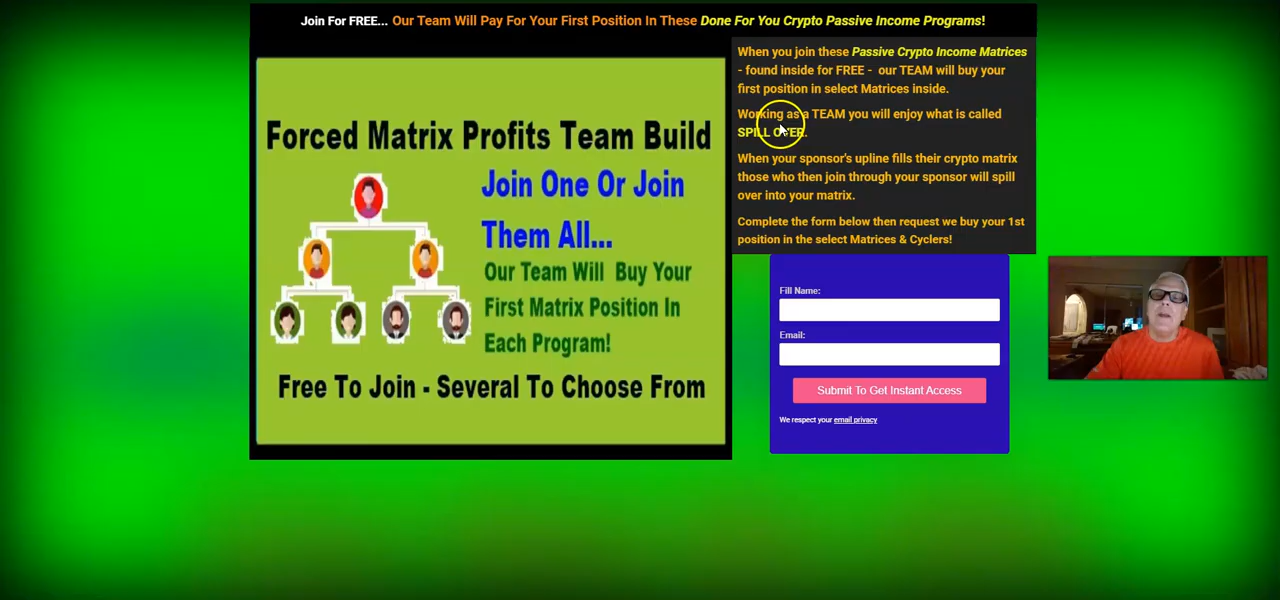 Join For FREE... Our Team Will Pay For Your First Position In These Done For You Crypto Passive Income Programs!
Forced Matrix Profits Team Build
Join One Or Join
Them All...
Our Team Will Buy Your
First Matrix Position In
Each Program!
Free To Join - Several To Choose From
When you join these Passive Crypto Income Matrices
- found inside for FREE - our TEAM will buy your
first position in select Matrices inside.
Working as a TEAM you will enjoy what is called
SPILL OVER.
When your sponsor's upline fills their crypto matrix
those who then join through your sponsor will spill
over into your matrix.
Complete the form below then request we buy your 1st
position in the select Matrices & Cyclers!
Fill Name:
Email:
Submit To Get Instant Access
We respect your email privacy